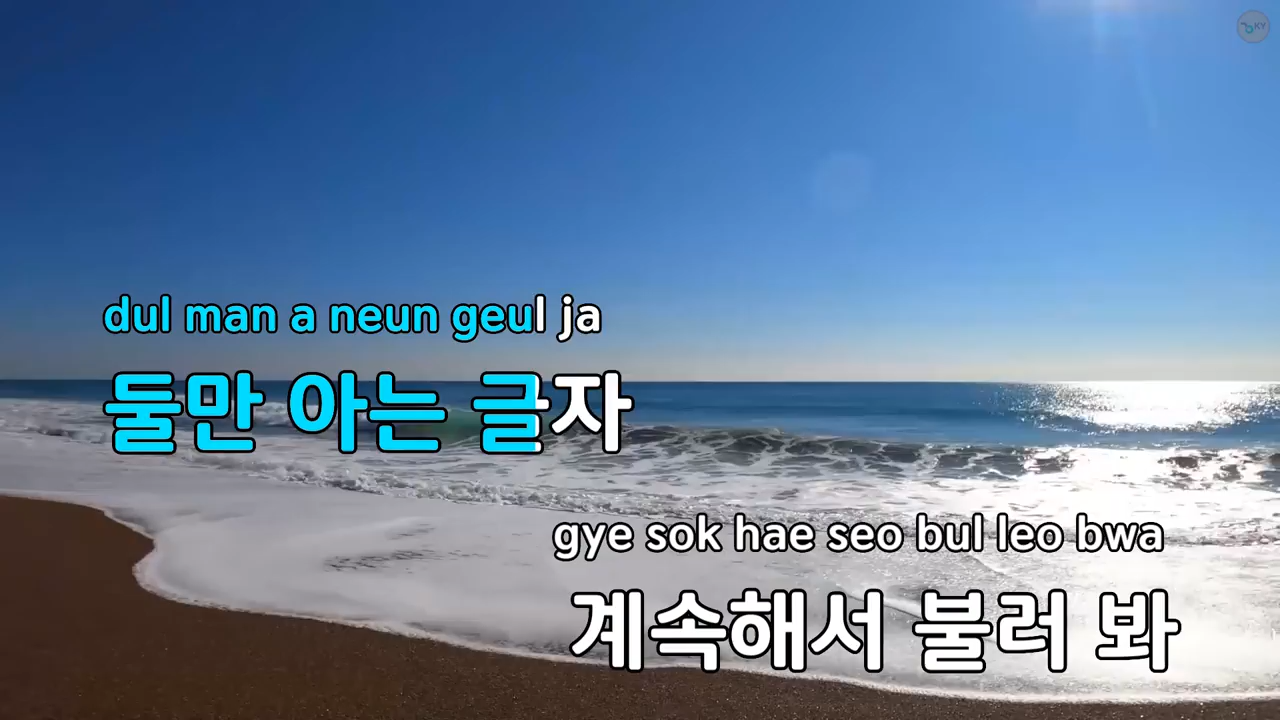 KY
dul man a neun geul ja
둘만 아는 글자
gye sok hae seo bul leo bwa
계속해서 불러 봐